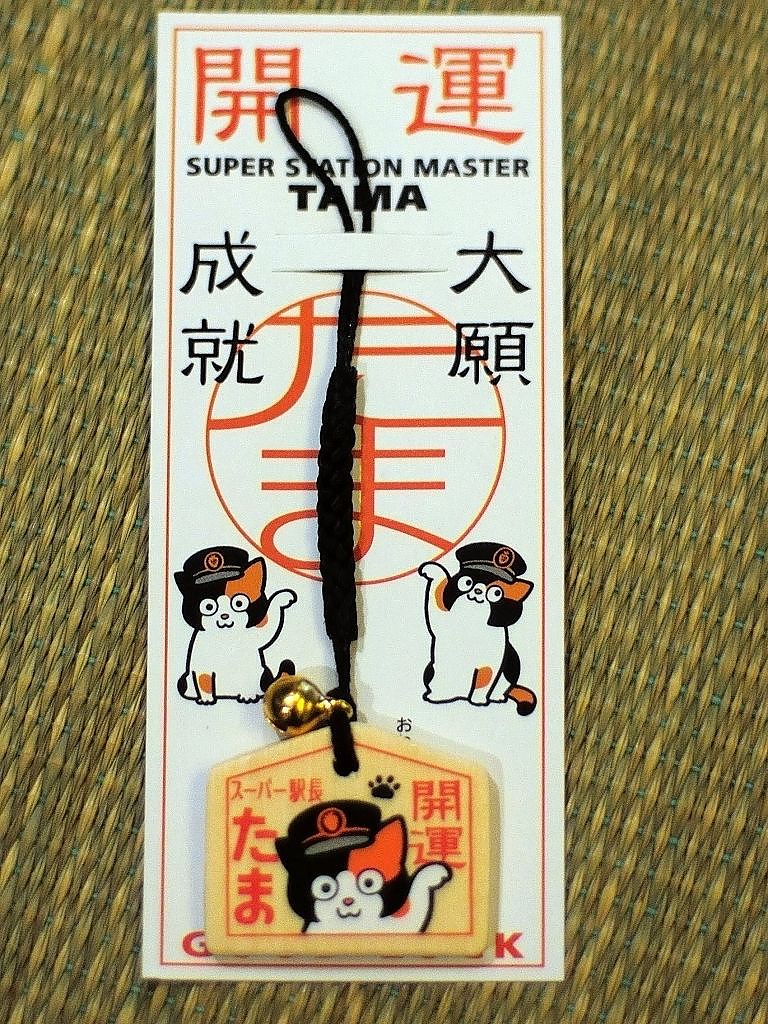 開運
SUPER STATION MASTER
TAMA
大願
成就
たま
お
スーパー駅長
たま
開運
G K